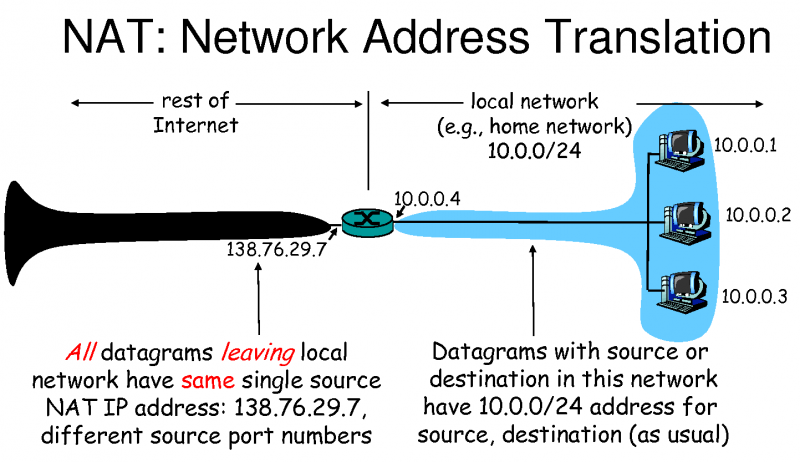 NAT: Network Address Translation
rest of
Internet
local network
(e.g., home network)
10.0.0/24
10.0.0.1
10.0.0.4
10.0.0.2
138.76.29.7
10.0.0.3
All datagrams leaving local
network have same single source
NAT IP address: 138.76.29.7,
different source port numbers
Datagrams with source or
destination in this network
have 10.0.0/24 address for
source, destination (as usual)